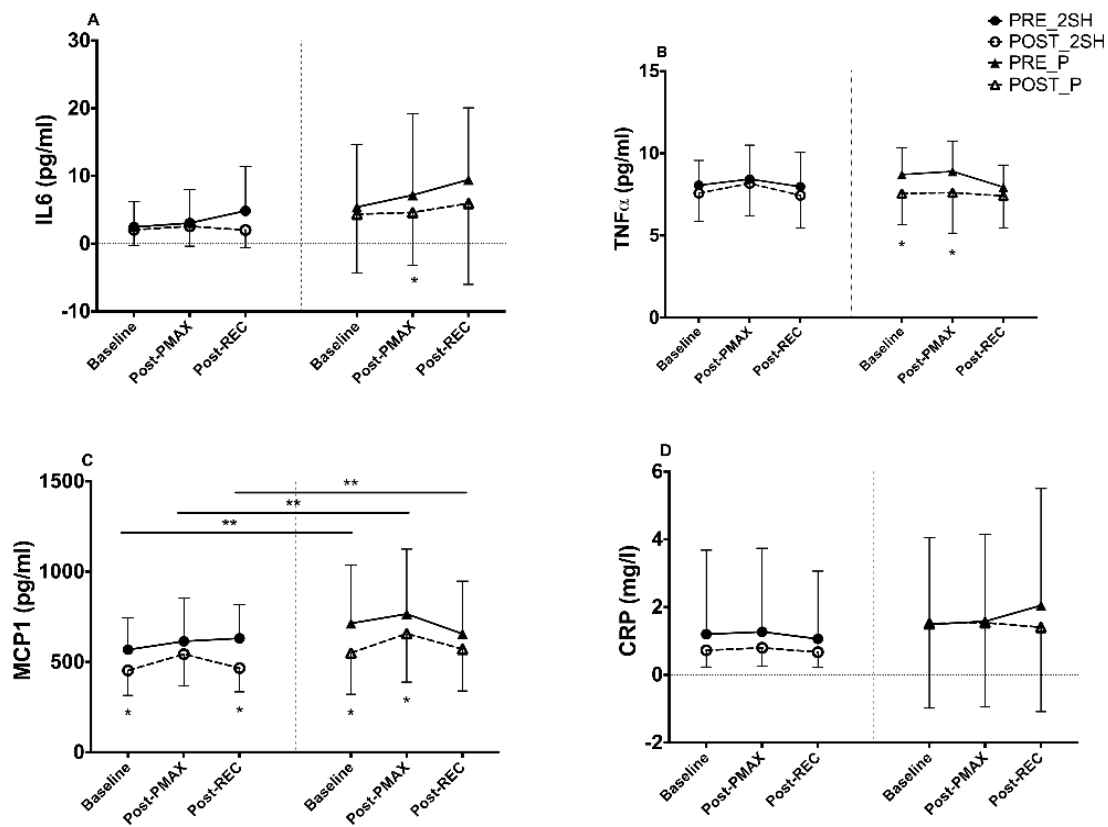 A
IL6 (pg/ml)
30
20
10
0
-10
Baseline
Post-PMAX
Post-REC
Baseline
Post-PMAX
Post-REC
*
B
PRE_2SH
POST_2SH
PRE_P
POST_P
TNFα (pg/ml)
15
10
5
0
* *
Baseline
Post-PMAX
Post-REC
Baseline
Post-PMAX
Post-REC
C
MCP1 (pg/ml)
1500
1000
500
0
**
**
**
* * * *
Baseline
Post-PMAX
Post-REC
Baseline
Post-PMAX
Post-REC
D
CRP (mg/l)
6
4
2
0
-2
Baseline
Post-PMAX
Post-REC
Baseline
Post-PMAX
Post-REC